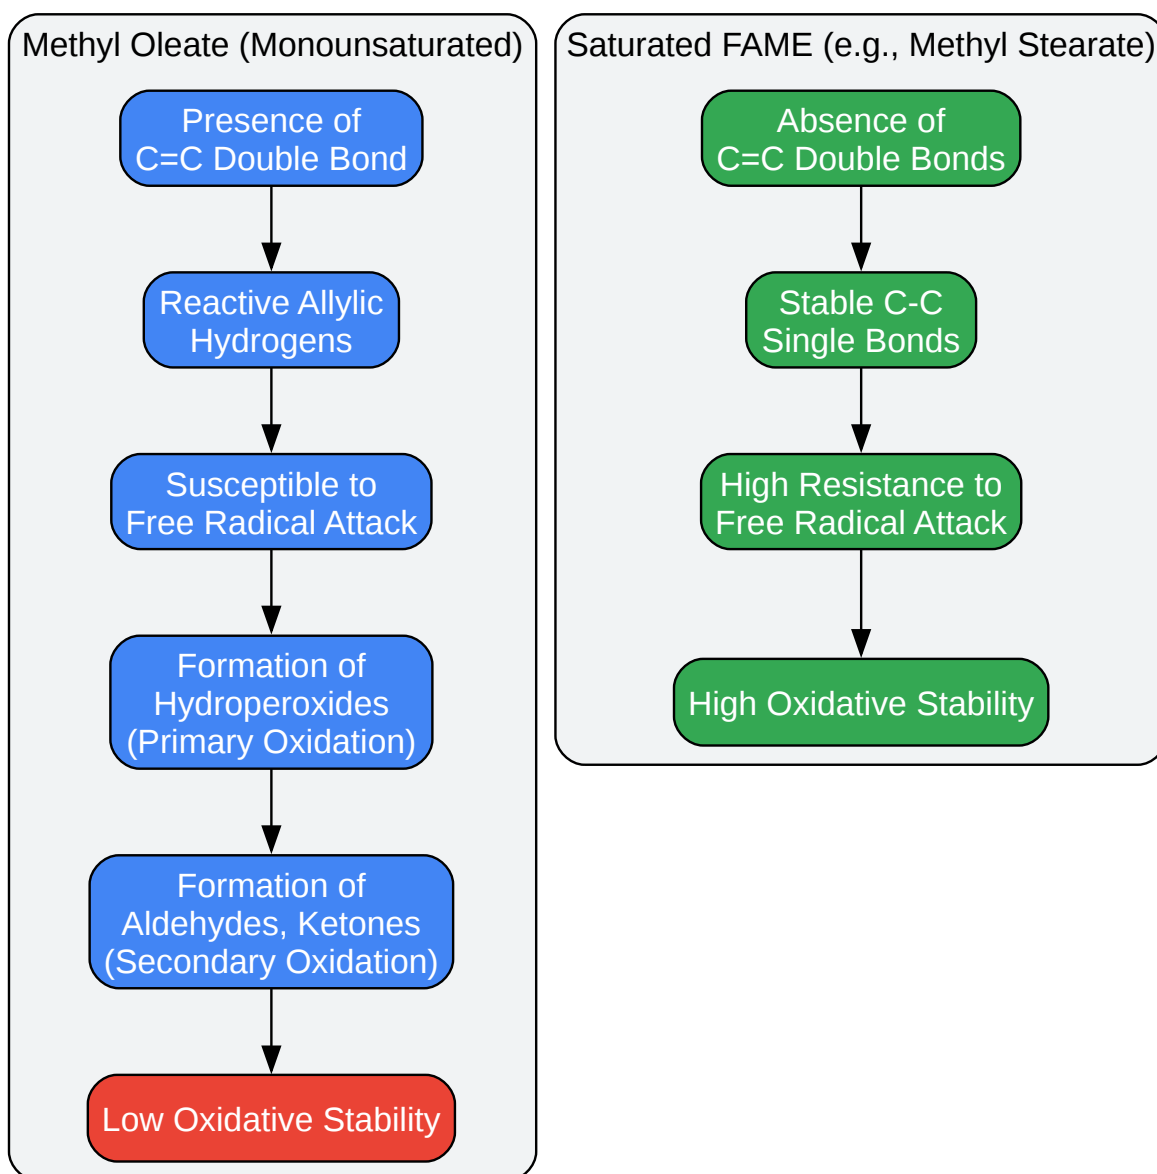 Methyl Oleate (Monounsaturated)
Presence of
C=C Double Bond
Reactive Allylic
Hydrogens
Susceptible to
Free Radical Attack
Formation of
Hydroperoxides
(Primary Oxidation)
Formation of
Aldehydes, Ketones
(Secondary Oxidation)
Low Oxidative Stability
Saturated FAME (e.g., Methyl Stearate)
Absence of
C=C Double Bonds
Stable C-C
Single Bonds
High Resistance to
Free Radical Attack
High Oxidative Stability